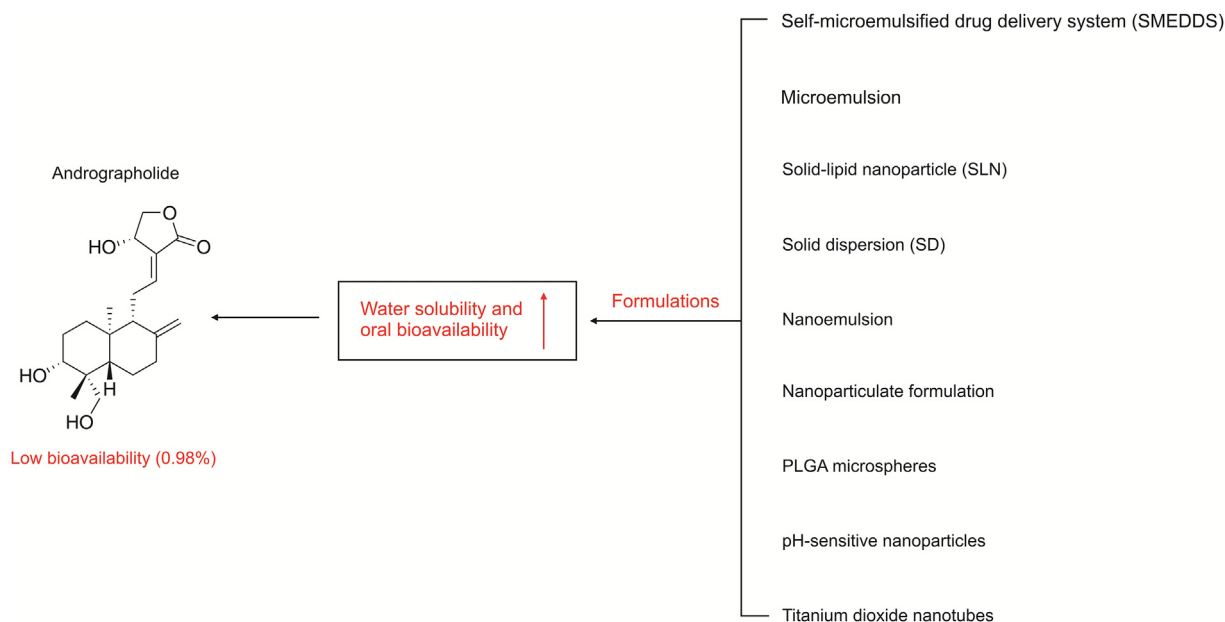 Self-microemulsified drug delivery system (SMEDDS)
Microemulsion
Andrographolide
Solid-lipid nanoparticle (SLN)
O
HO
O
Solid dispersion (SD)
Water solubility and
oral bioavailability
Formulations
Nanoemulsion
HO
H
HO
Nanoparticulate formulation
Low bioavailability (0.98%)
PLGA microspheres
pH-sensitive nanoparticles
Titanium dioxide nanotubes